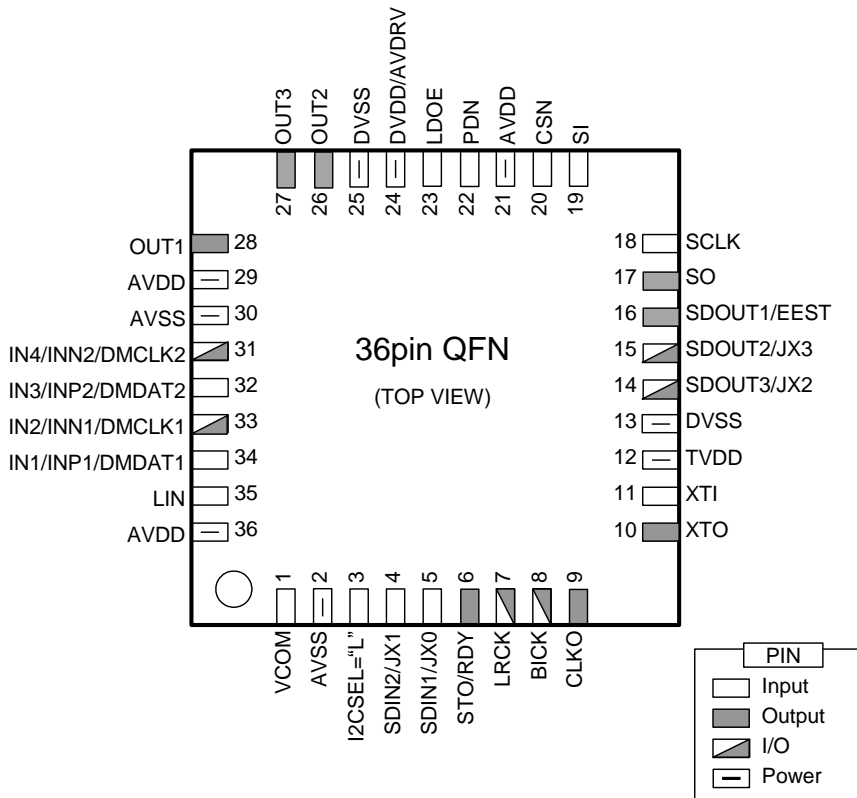 OUT3
OUT2
DVSS
DVDD/AVDRV
LDOE
PDN
AVDD
CSN
SI
27
26
25
24
23
22
21
20
19
OUT1 28
AVDD 29
AVSS 30
IN4/INN2/DMCLK2 31
IN3/INP2/DMDAT2 32
IN2/INN1/DMCLK1 33
IN1/INP1/DMDAT1 34
LIN 35
AVDD 36
36pin QFN
(TOP VIEW)
18 SCLK
17 SO
16 SDOUT1/EEST
15 SDOUT2/JX3
14 SDOUT3/JX2
13 DVSS
12 TVDD
11 XTI
10 XTO
1
2
3
4
5
6
7
8
9
VCOM
AVSS
I2CSEL=“L”
SDIN2/JX1
SDIN1/JX0
STO/RDY
LRCK
BICK
CLKO
PIN
Input
Output
I/O
Power